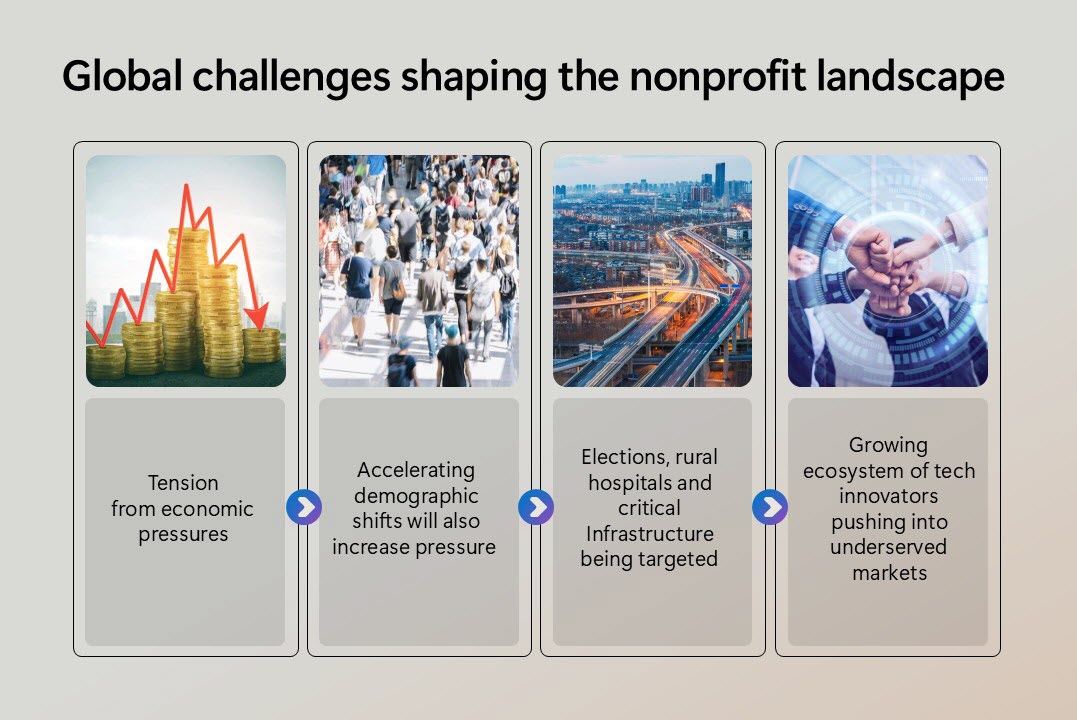 Global challenges shaping the nonprofit landscape
Tension
from economic
pressures
Accelerating
demographic
shifts will also
increase pressure
Elections, rural
hospitals and
critical
Infrastructure
being targeted
Growing
ecosystem of tech
innovators
pushing into
underserved
markets